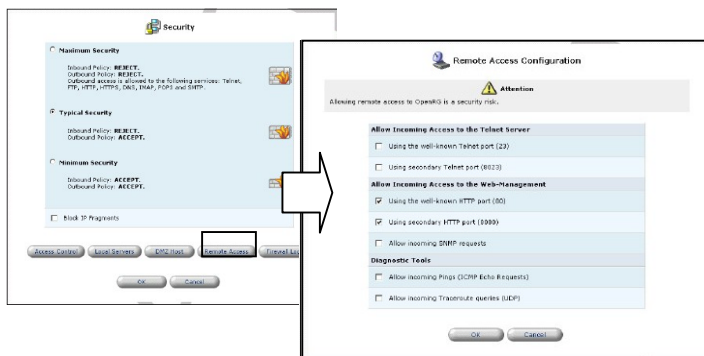 Security
Maximum Security
Inbound Policy: REJECT.
Outbound Policy: REJECT.
Outbound access is allowed to the following services: Telnet,
FTP, HTTP, HTTPS, DNS, IMAP, POP3 and SMTP.
Typical Security
Inbound Policy: REJECT.
Outbound Policy: ACCEPT.
Minimum Security
Inbound Policy: ACCEPT.
Outbound Policy: ACCEPT.
Block IP Fragments
Access Control Local Servers DMZ Host Remote Access Firewall Lo
OK Cancel
Remote Access Configuration
Attention
Allowing remote access to OpenRG is a security risk.
Allow Incoming Access to the Telnet Server
Using the well-known Telnet port (23)
Using secondary Telnet port (8023)
Allow Incoming Access to the Web-Management
Using the well-known HTTP port (80)
Using secondary HTTP port (8080)
Allow incoming SNMP requests
Diagnostic Tools
Allow incoming Pings (ICMP Echo Requests)
Allow incoming Traceroute queries (UDP)
OK Cancel